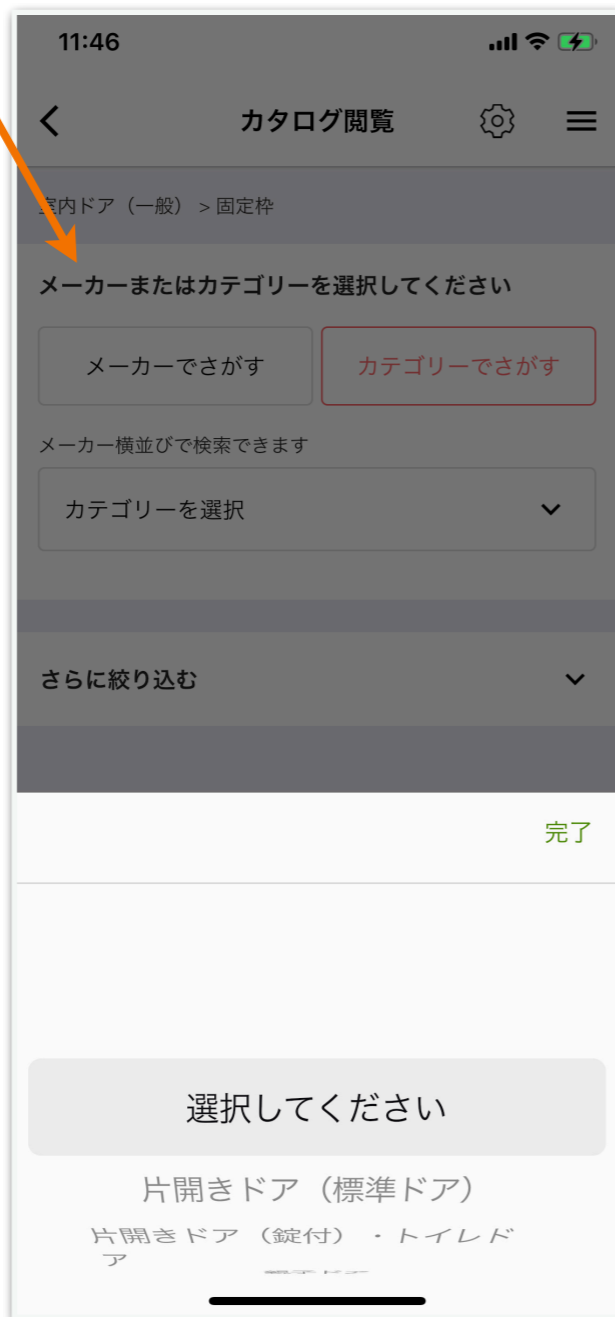 11:46
カタログ閲覧
室内ドア（一般） > 固定枠
メーカーまたはカテゴリーを選択してください
メーカーでさがす
カテゴリーでさがす
メーカー横並びで検索できます
カテゴリーを選択
さらに絞り込む
完了
選択してください
片開きドア（標準ドア）
片開きドア（錠付）・トイレド
ア